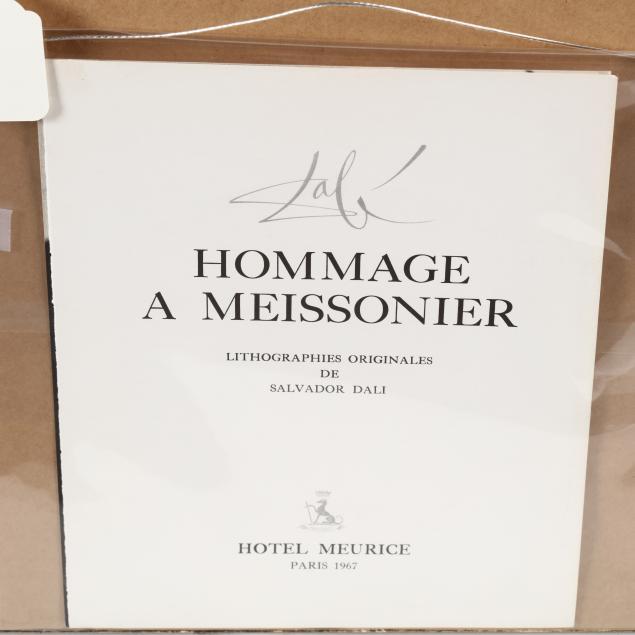 Dalí
HOMMAGE
A MEISSONIER
LITHOGRAPHIES ORIGINALES
DE
SALVADOR DALI
HOTEL MEURICE
PARIS 1967